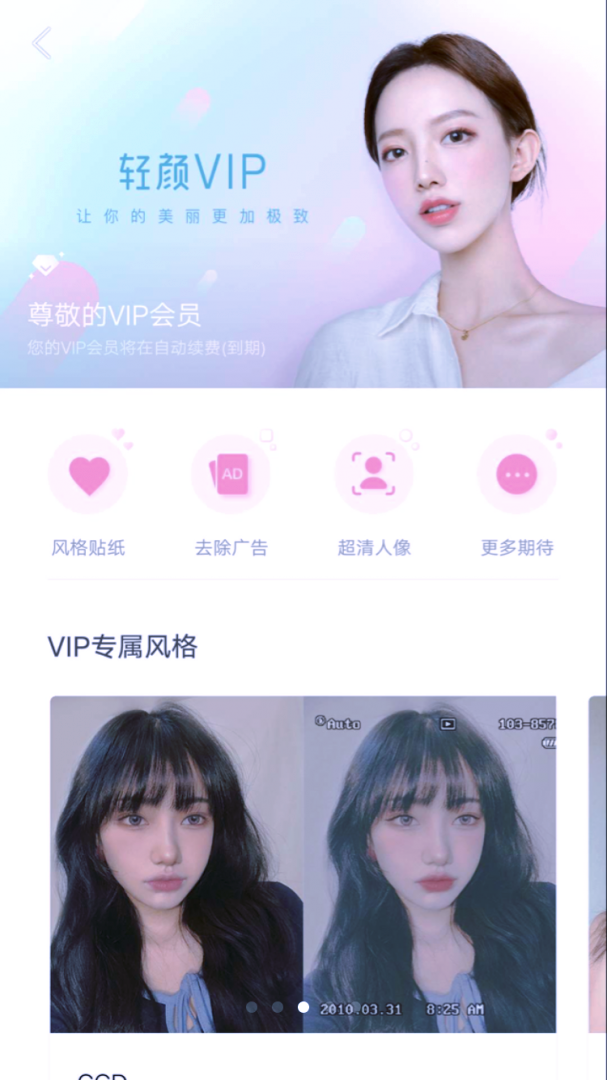 轻颜VIP
让你的美丽更加极致
尊敬的VIP会员
您的VIP会员将在自动续费(到期)
AD
风格贴纸
去除广告
超清人像
更多期待
VIP专属风格
Auto
103-857
2010.03.31 8:25 AM
CCD